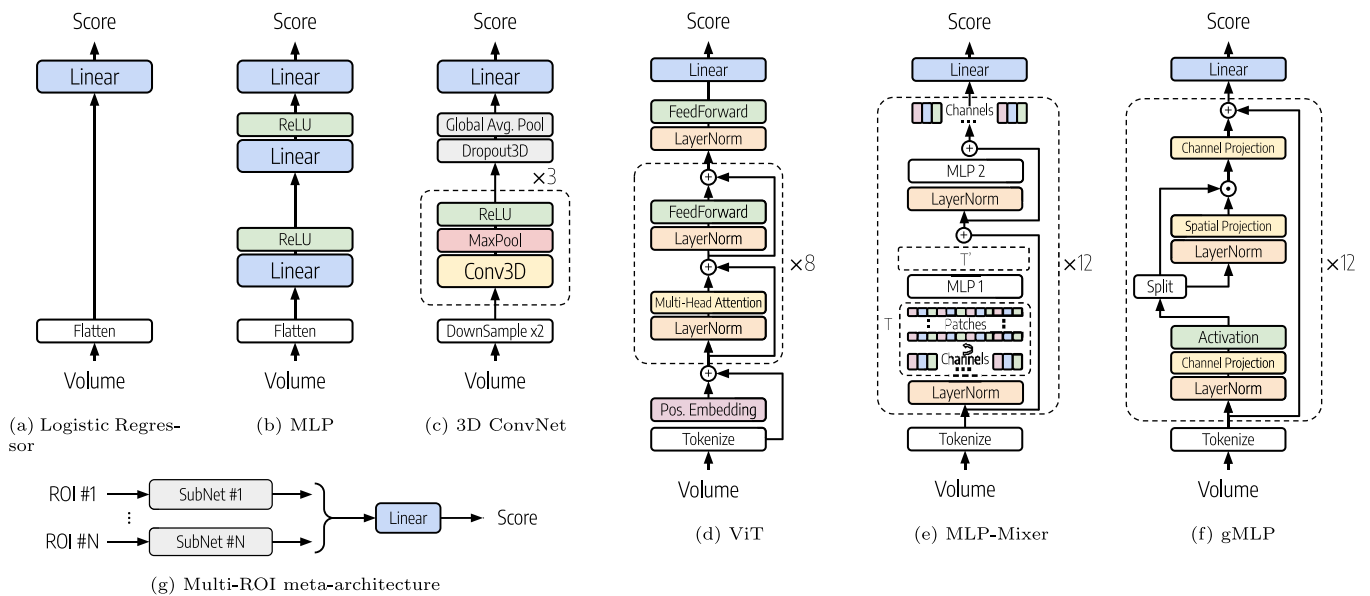 Score
Linear
Flatten
Volume
(a) Logistic Regres-
sor
Score
Linear
ReLU
Linear
ReLU
Linear
Flatten
Volume
(b) MLP
Score
Linear
Global Avg. Pool
Dropout3D
×3
ReLU
MaxPool
Conv3D
DownSample x2
Volume
(c) 3D ConvNet
Score
Linear
FeedForward
LayerNorm
+
FeedForward
LayerNorm
×8
+
Multi-Head Attention
LayerNorm
+
Pos. Embedding
Tokenize
Volume
(d) ViT
Score
Linear
Channels
...
+
MLP 2
LayerNorm
+
×12
T'
MLP 1
T
Patches
Channels
...
LayerNorm
Tokenize
Volume
(e) MLP-Mixer
Score
Linear
+
Channel Projection
Spatial Projection
LayerNorm
×12
Split
Activation
Channel Projection
LayerNorm
Tokenize
Volume
(f) gMLP
ROI #1
SubNet #1
...
Linear
Score
ROI #N
SubNet #N
(g) Multi-ROI meta-architecture